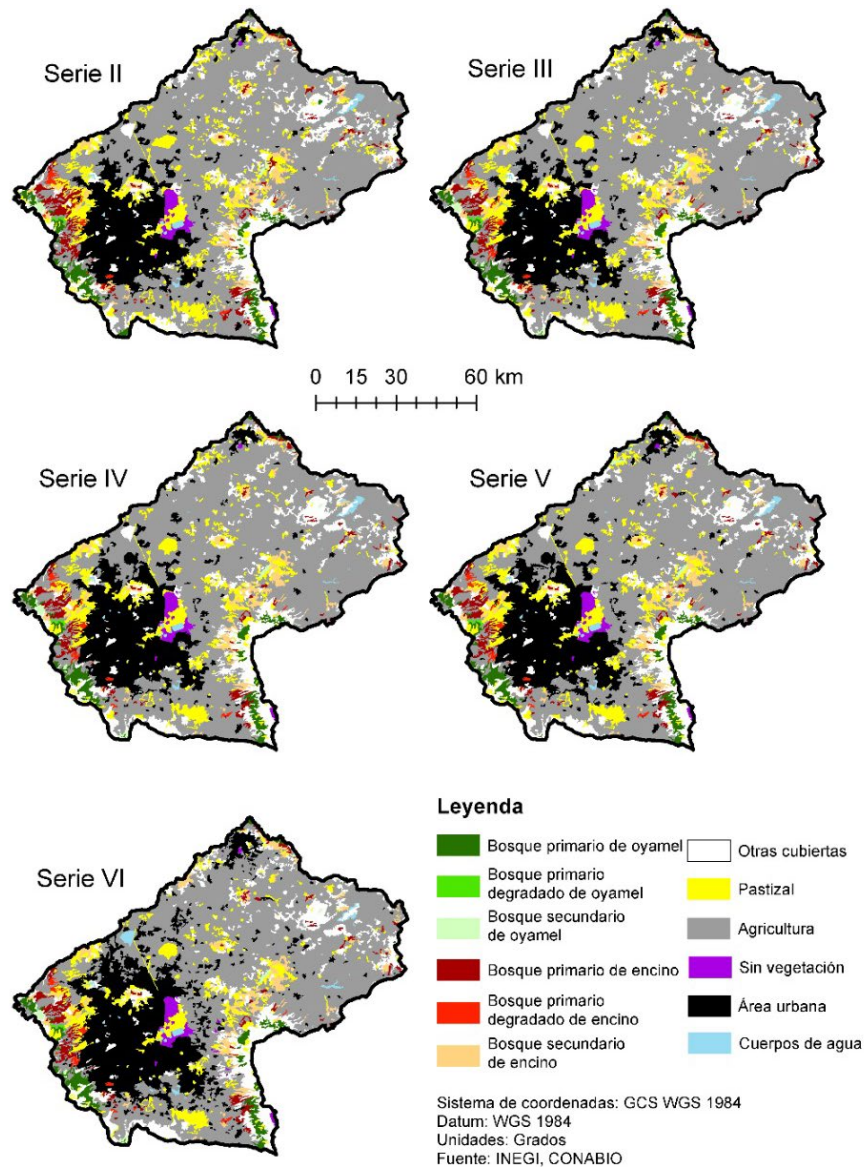 Serie II
Serie III
0 15 30 60 km
Serie IV
Serie V
Serie VI
Leyenda
Bosque primario de oyamel
Bosque primario
degradado de oyamel
Bosque secundario
de oyamel
Bosque primario de encino
Bosque primario
degradado de encino
Bosque secundario
de encino
Otras cubiertas
Pastizal
Agricultura
Sin vegetación
Área urbana
Cuerpos de agua
Sistema de coordenadas: GCS WGS 1984
Datum: WGS 1984
Unidades: Grados
Fuente: INEGI, CONABIO